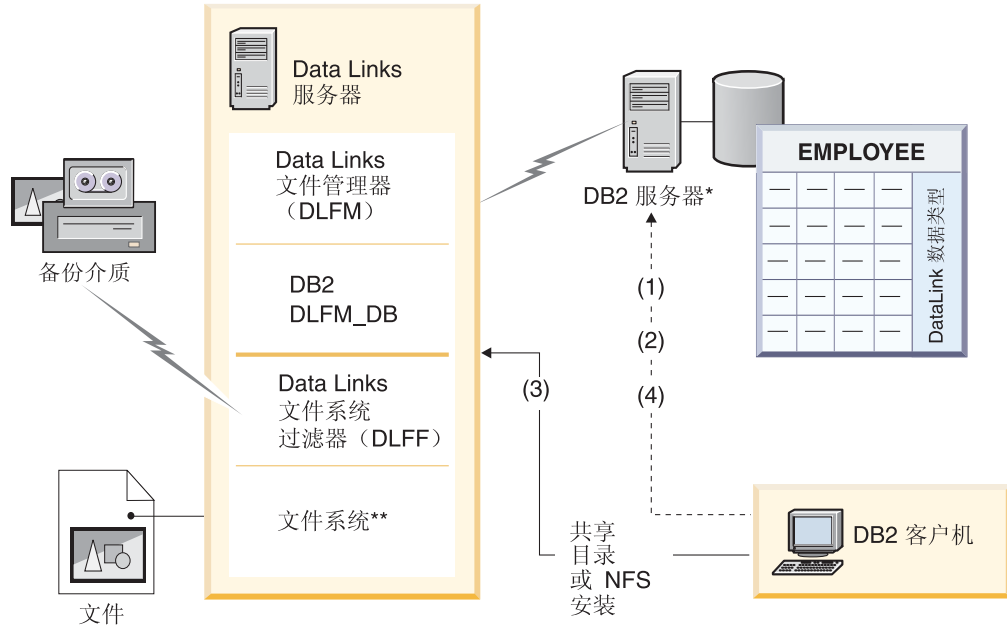 Data Links
服务器
Data Links
文件管理器
（DLFM）
DB2
DLFM_DB
Data Links
文件系统
过滤器（DLFF）
文件系统**
备份介质
文件
DB2 服务器*
EMPLOYEE
DataLink 数据类型
(1)
(2)
(3)
(4)
共享
目录
或 NFS
安装
DB2 客户机